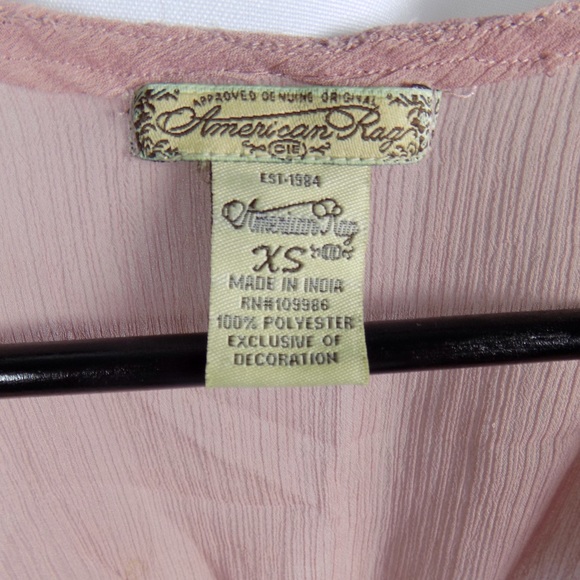 APPROVED GENUINE ORIGINAL
American Rag
CIE
EST-1984
American Rag
XS
MADE IN INDIA
RN#109986
100% POLYESTER
EXCLUSIVE OF
DECORATION